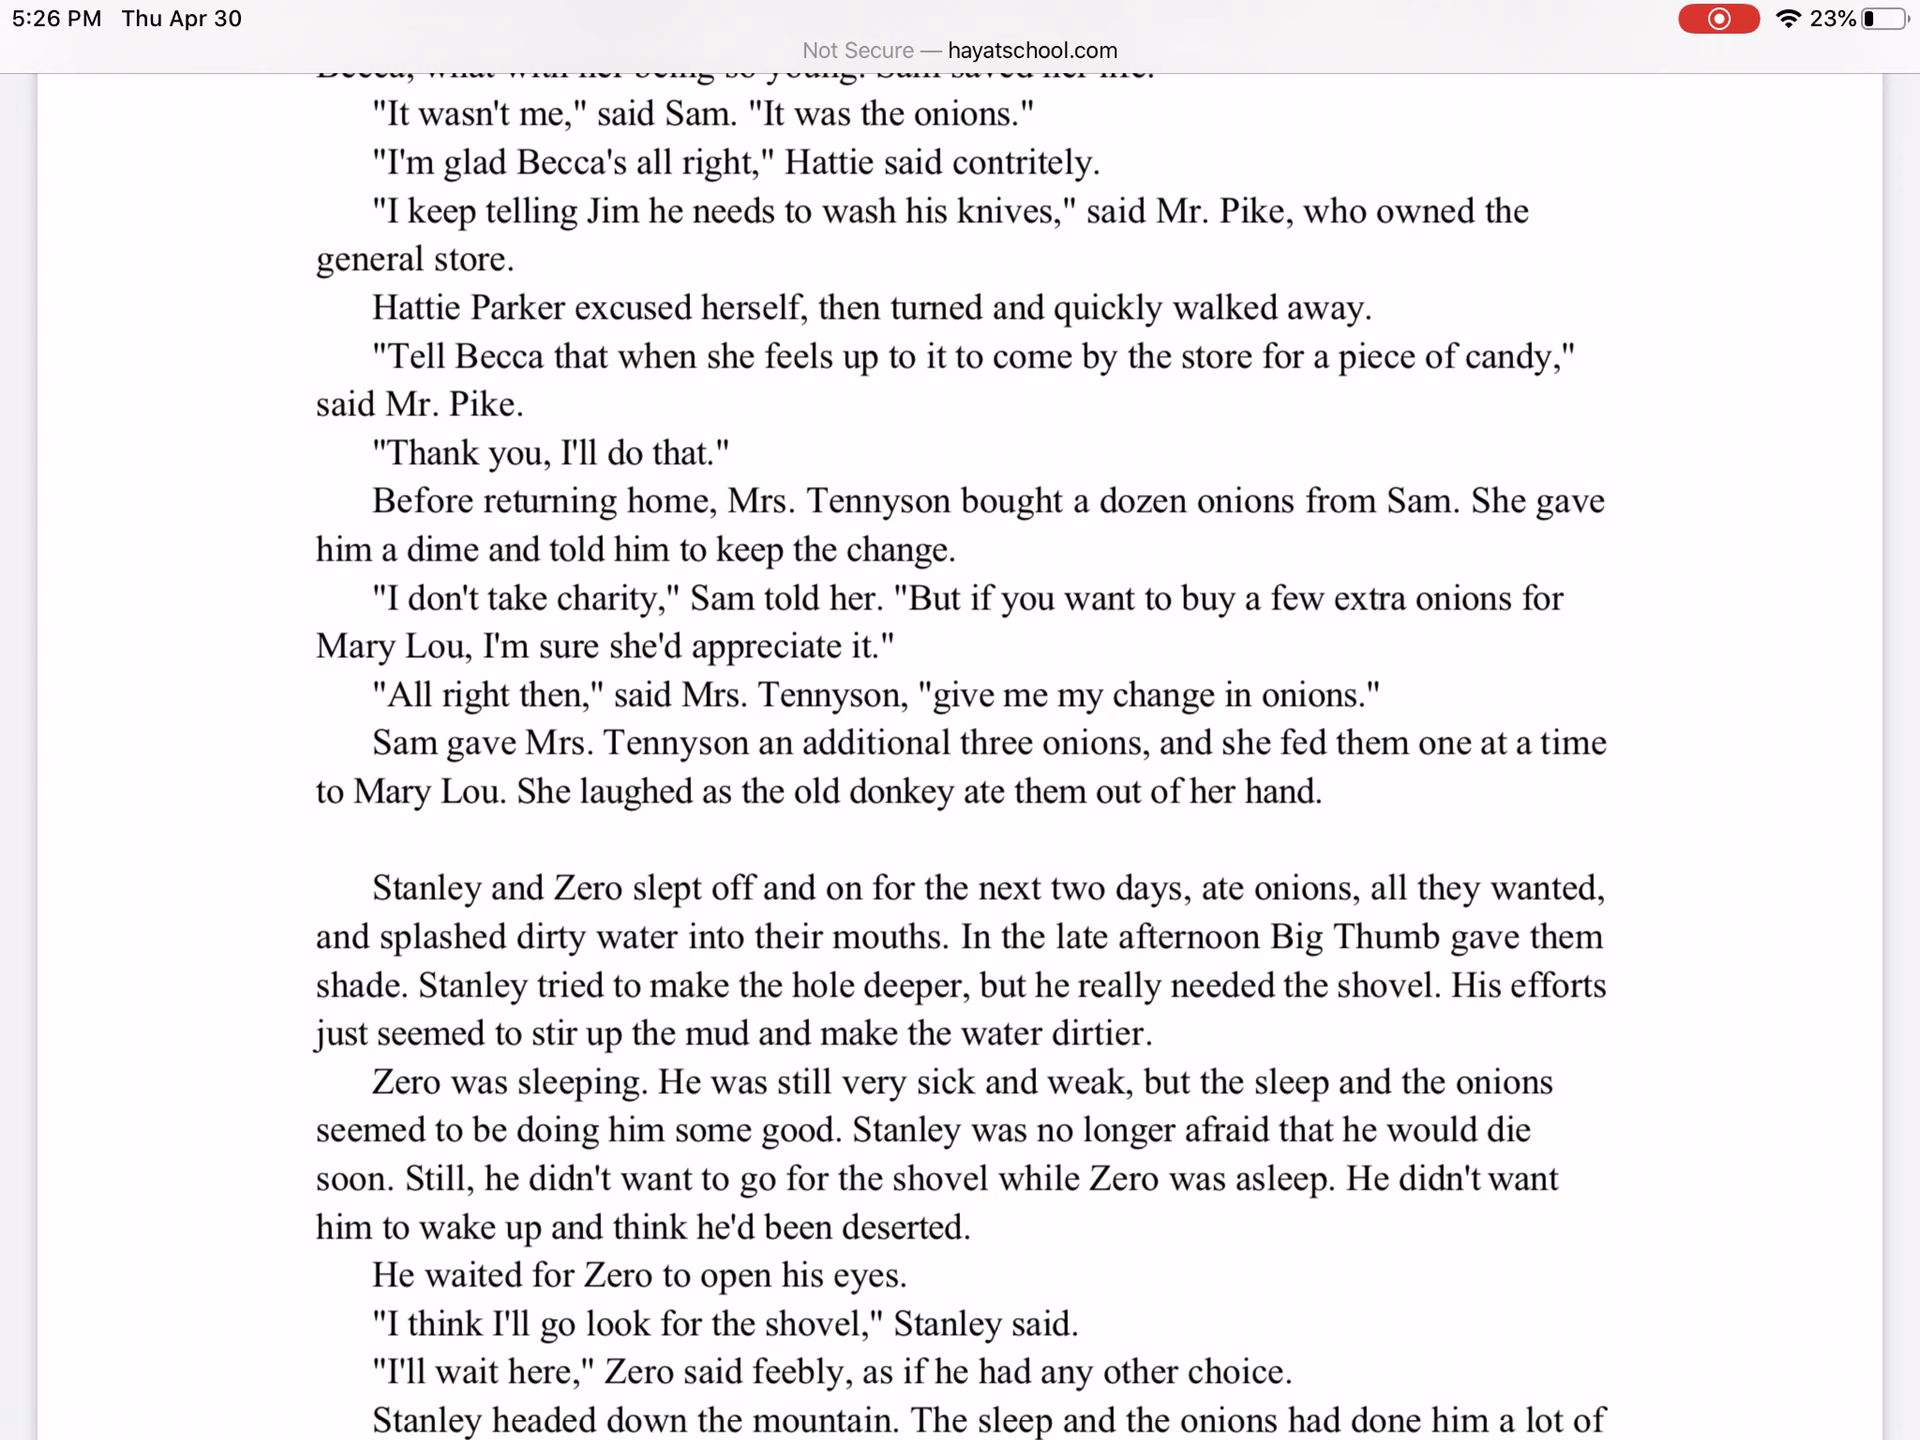 5:26 PM Thu Apr 30
23%
Not Secure — hayatschool.com
Becca, what with her being so young. Sam saved her life.
"It wasn't me," said Sam. "It was the onions."
"I'm glad Becca's all right," Hattie said contritely.
"I keep telling Jim he needs to wash his knives," said Mr. Pike, who owned the
general store.
Hattie Parker excused herself, then turned and quickly walked away.
"Tell Becca that when she feels up to it to come by the store for a piece of candy,"
said Mr. Pike.
"Thank you, I'll do that."
Before returning home, Mrs. Tennyson bought a dozen onions from Sam. She gave
him a dime and told him to keep the change.
"I don't take charity," Sam told her. "But if you want to buy a few extra onions for
Mary Lou, I'm sure she'd appreciate it."
"All right then," said Mrs. Tennyson, "give me my change in onions."
Sam gave Mrs. Tennyson an additional three onions, and she fed them one at a time
to Mary Lou. She laughed as the old donkey ate them out of her hand.
Stanley and Zero slept off and on for the next two days, ate onions, all they wanted,
and splashed dirty water into their mouths. In the late afternoon Big Thumb gave them
shade. Stanley tried to make the hole deeper, but he really needed the shovel. His efforts
just seemed to stir up the mud and make the water dirtier.
Zero was sleeping. He was still very sick and weak, but the sleep and the onions
seemed to be doing him some good. Stanley was no longer afraid that he would die
soon. Still, he didn't want to go for the shovel while Zero was asleep. He didn't want
him to wake up and think he'd been deserted.
He waited for Zero to open his eyes.
"I think I'll go look for the shovel," Stanley said.
"I'll wait here," Zero said feebly, as if he had any other choice.
Stanley headed down the mountain. The sleep and the onions had done him a lot of